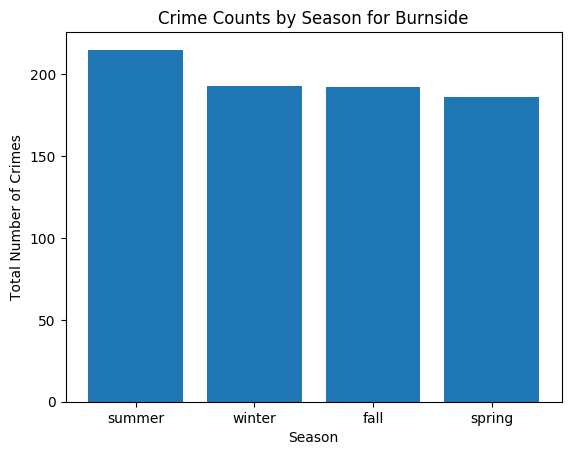 Crime Counts by Season for Burnside
Total Number of Crimes
200
150
100
50
0
summer winter fall spring
Season